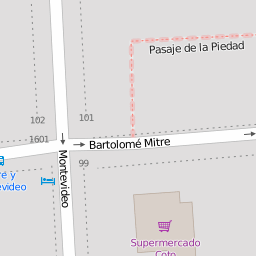 Pasaje de la Piedad
101
102
1601
Bartolomé Mitre
99
Montevideo
y
Supermercado
Coto